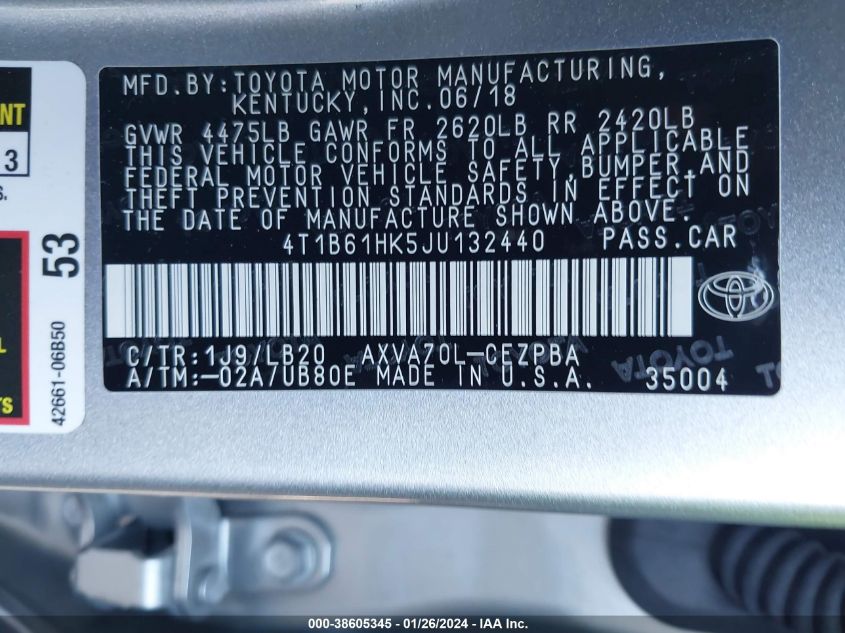 MFD.BY:TOYOTA MOTOR MANUFACTURING,
KENTUCKY,INC.06/18
GVWR 4475LB GAWR FR 2620LB RR 2420LB
THIS VEHICLE CONFORMS TO ALL APPLICABLE
FEDERAL MOTOR VEHICLE SAFETY,BUMPER,AND
THEFT PREVENTION STANDARDS IN EFFECT ON
THE DATE OF MANUFACTURE SHOWN ABOVE.
4T1B61HK5JU132440 PASS.CAR
C/TR:1J9/LB20 AXVA70L-CEZPBA
A/TM:-02A/UB80E MADE IN U.S.A. 35004
3
53
42661-06B50
000-38605345 - 01/26/2024 - IAA Inc.